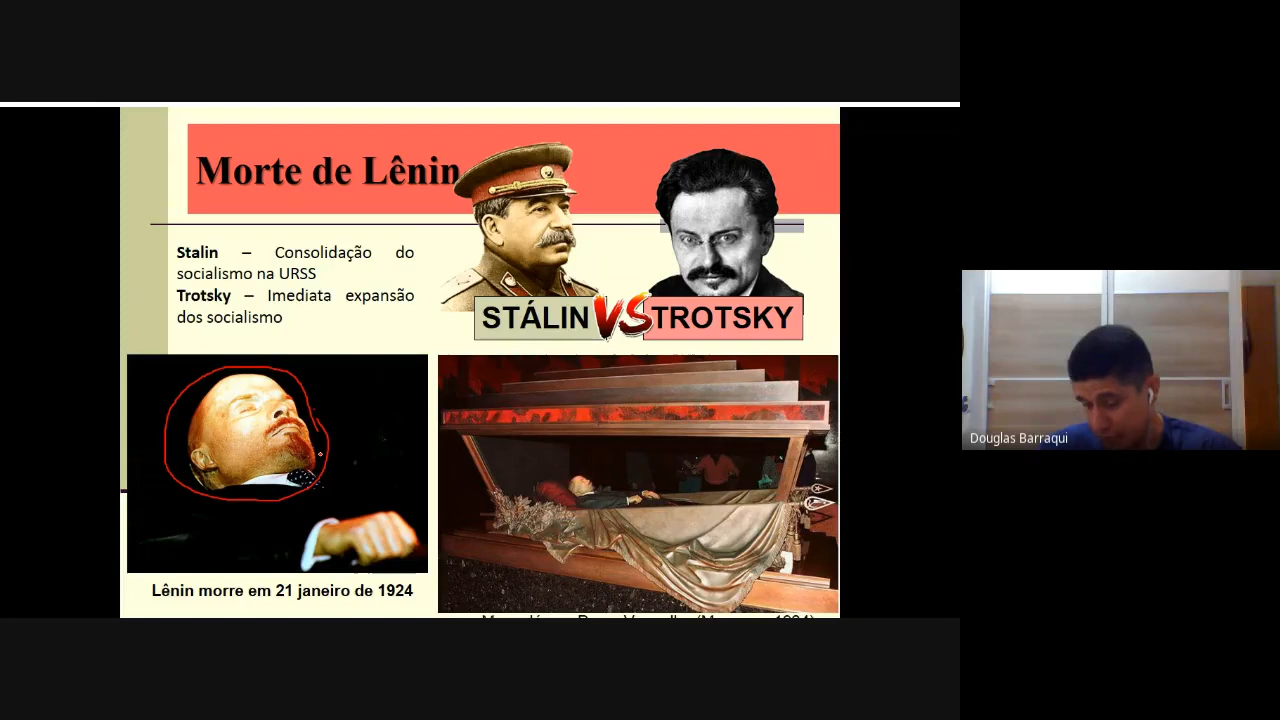 Morte de Lênin
Stalin – Consolidação do
socialismo na URSS
Trotsky – Imediata expansão
dos socialismo
STÁLIN VS TROTSKY
Lênin morre em 21 janeiro de 1924
Douglas Barraqui